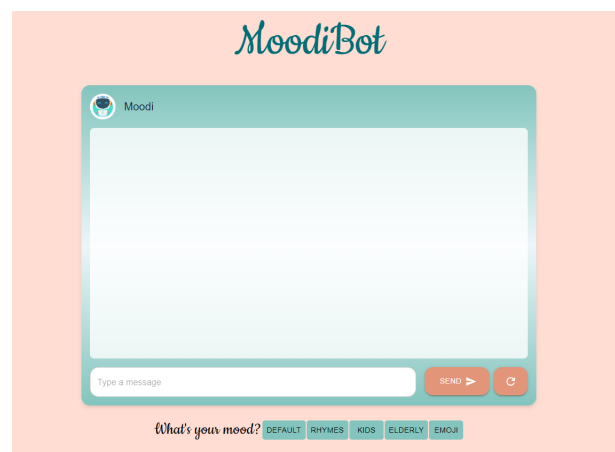 MoodiBot
Moodi
Type a message
SEND
What's your mood? DEFAULT RHYMES KIDS ELDERLY EMOJI